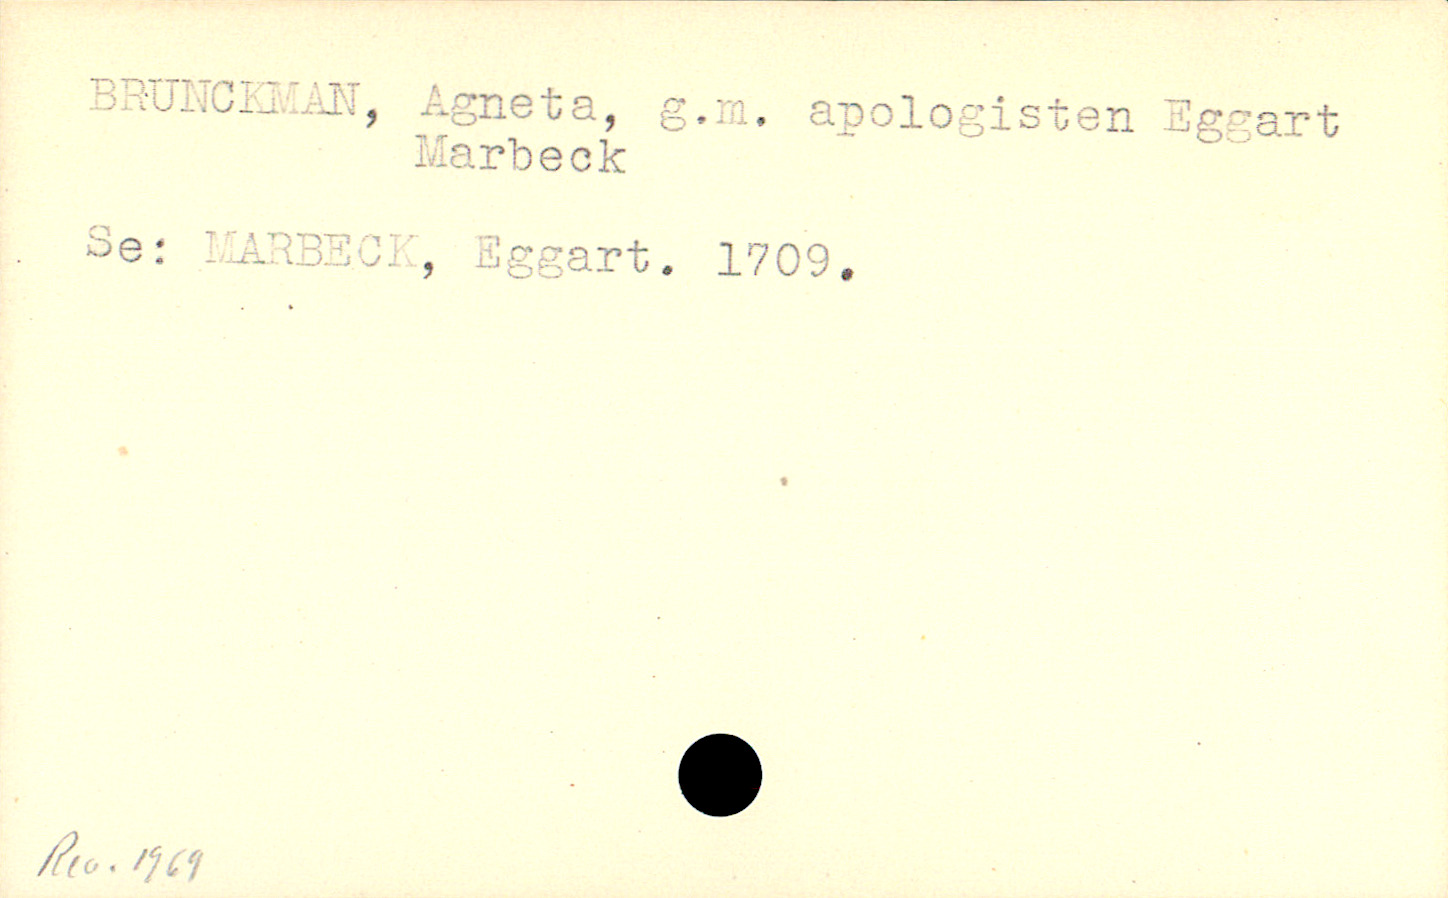 BRUNCKMAN, Agneta, g.m. apologisten Eggart
Marbeck
Se: MARBECK, Eggart. 1709.
Rev. 1969